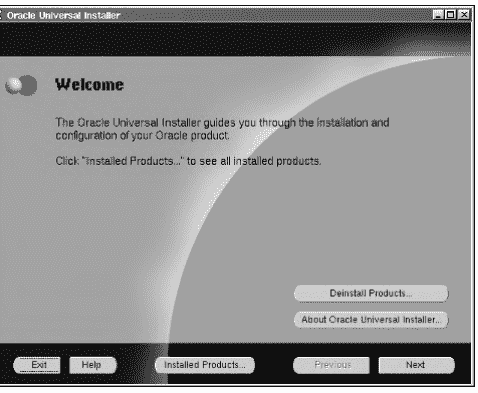 Oracle Universal Installer
Welcome
The Oracle Universal Installer guides you through the installation and
configuration of your Oracle product.
Click "Installed Products..." to see all installed products.
Deinstall Products...
About Oracle Universal Installer...
Exit
Help
Installed Products...
Previous
Next